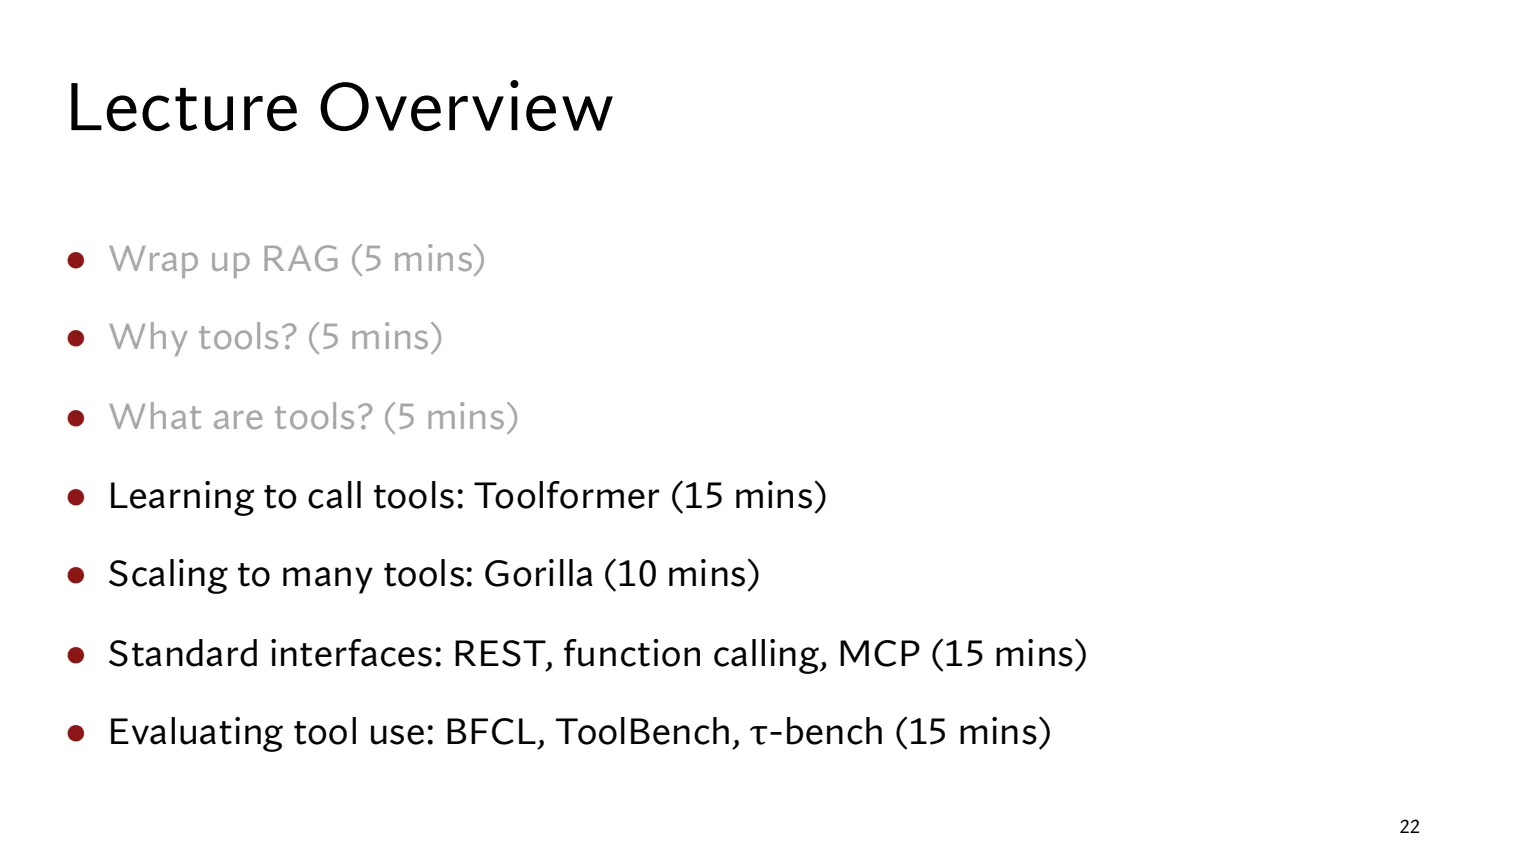 Lecture Overview
● Wrap up RAG (5 mins)
● Why tools? (5 mins)
● What are tools? (5 mins)
● Learning to call tools: Toolformer (15 mins)
● Scaling to many tools: Gorilla (10 mins)
● Standard interfaces: REST, function calling, MCP (15 mins)
● Evaluating tool use: BFCL, ToolBench, τ-bench (15 mins)
22